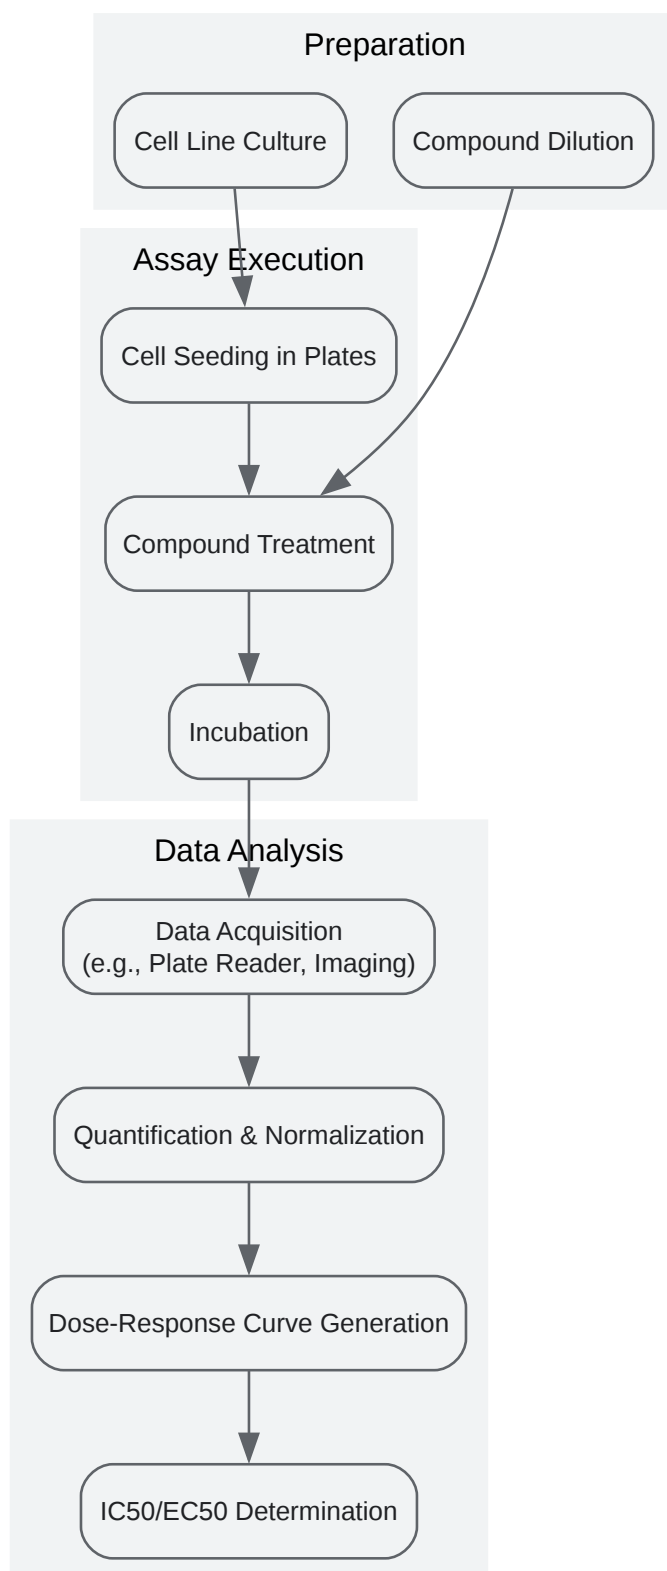 Preparation
Cell Line Culture
Compound Dilution
Assay Execution
Cell Seeding in Plates
Compound Treatment
Incubation
Data Analysis
Data Acquisition
(e.g., Plate Reader, Imaging)
Quantification & Normalization
Dose-Response Curve Generation
IC50/EC50 Determination